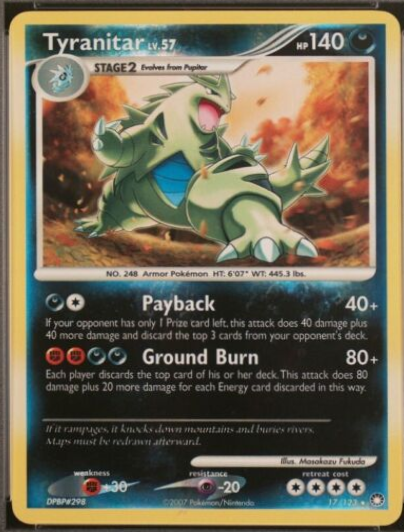 Tyranitar LV.57 HP 140
STAGE2 Evolves from Pupitar
NO. 248 Armor Pokémon HT: 6'07" WT: 445.3 lbs.
Payback 40+
If your opponent has only 1 Prize card left, this attack does 40 damage plus
40 more damage and discard the top 3 cards from your opponent's deck.
Ground Burn 80+
Each player discards the top card of his or her deck. This attack does 80
damage plus 20 more damage for each Energy card discarded in this way.
If it rampages, it knocks down mountains and buries rivers.
Maps must be redrawn afterward.
Illus. Masakazu Fukuda
weakness resistance retreat cost
+30 -20
DPBP#298 ©2007 Pokémon/Nintendo 17/123